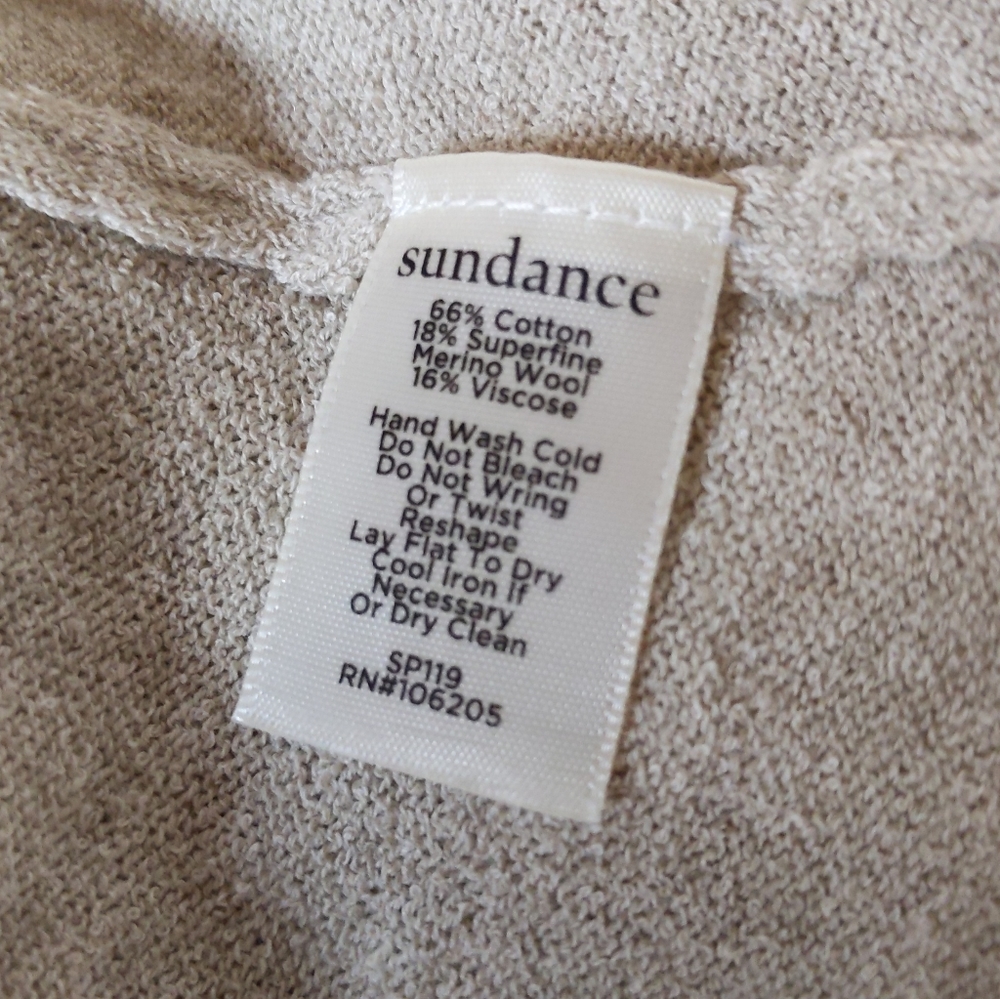 sundance
66% Cotton
18% Superfine
Merino Wool
16% Viscose
Hand Wash Cold
Do Not Bleach
Do Not Wring
Or Twist
Reshape
Lay Flat To Dry
Cool Iron If
Necessary
Or Dry Clean
SP119
RN#106205